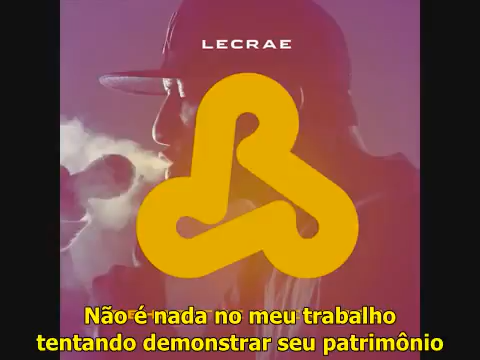 LECRAE
Não é nada no meu trabalho
tentando demonstrar seu patrimônio